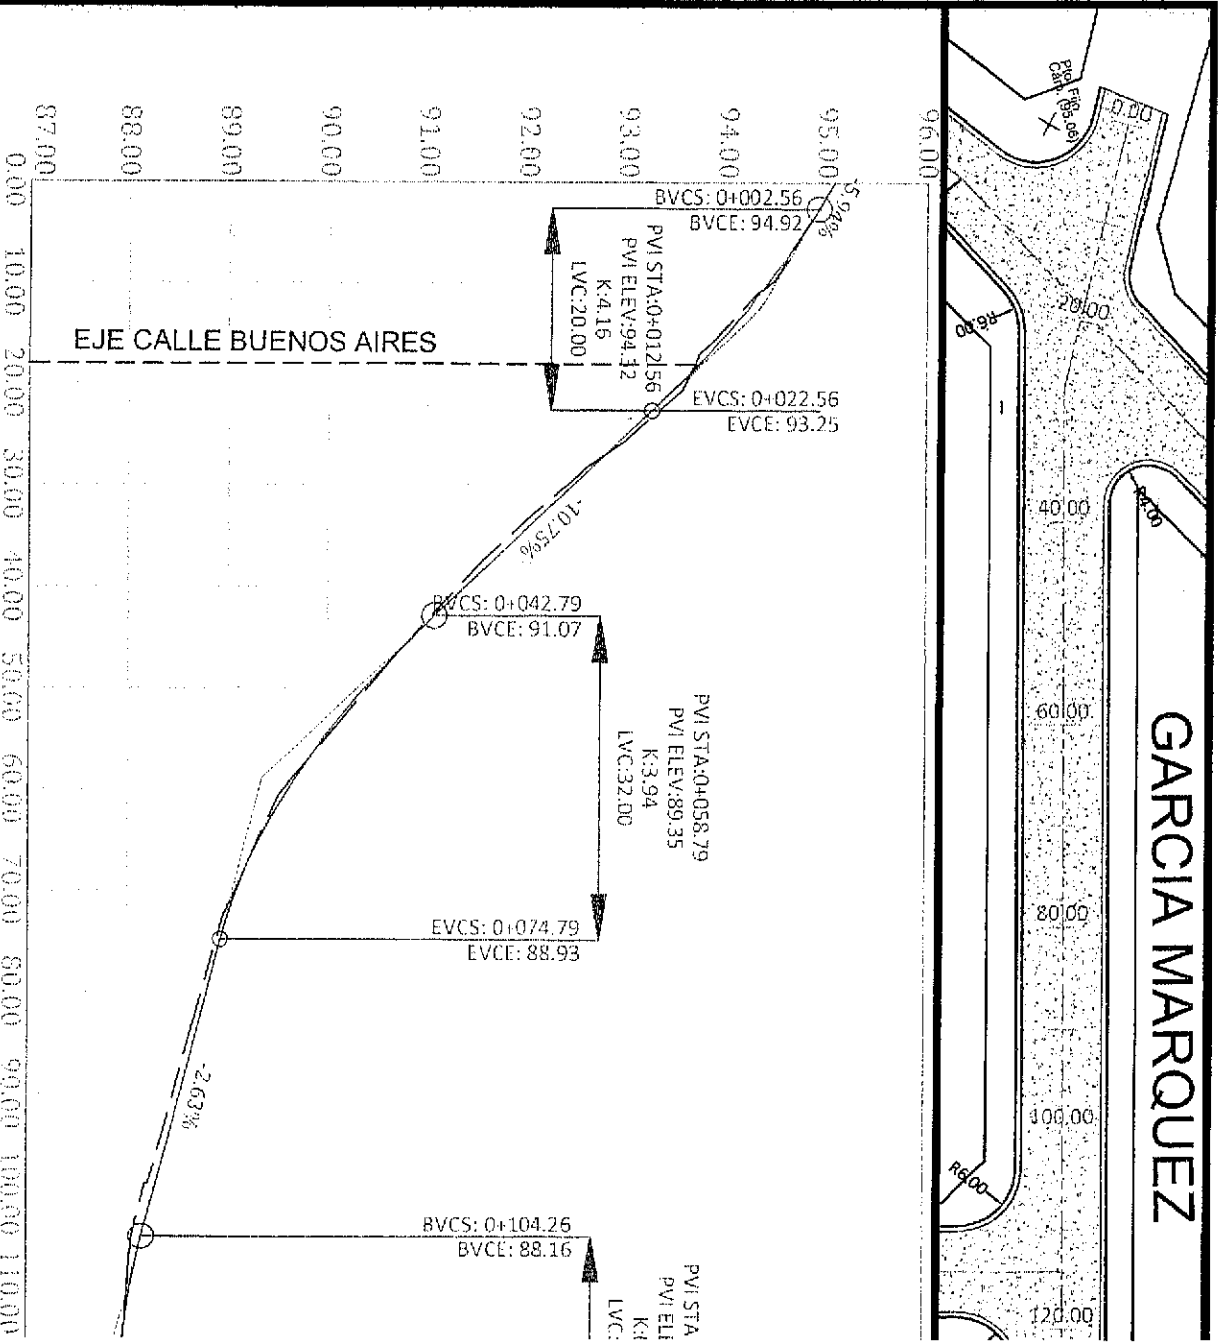 Pto. Fijo
Cám. (95.06)
0.00
20.00
40.00
60.00
80.00
100.00
120.00
R6.00
R4.00
R6.00
GARCIA MARQUEZ
96.00
95.00
94.00
93.00
92.00
91.00
90.00
89.00
88.00
87.00
0.00
10.00
20.00
30.00
40.00
50.00
60.00
70.00
80.00
90.00
100.00
110.00
-5.94%
BVCS: 0+002.56
BVCE: 94.92
PVI STA:0+012.56
PVI ELEV:94.32
K:4.16
LVC:20.00
EVCS: 0+022.56
EVCE: 93.25
EJE CALLE BUENOS AIRES
-10.75%
BVCS: 0+042.79
BVCE: 91.07
PVI STA:0+058.79
PVI ELEV:89.35
K:3.94
LVC:32.00
EVCS: 0+074.79
EVCE: 88.93
-2.63%
BVCS: 0+104.26
BVCE: 88.16
PVI STA
PVI ELE
K:
LVC: